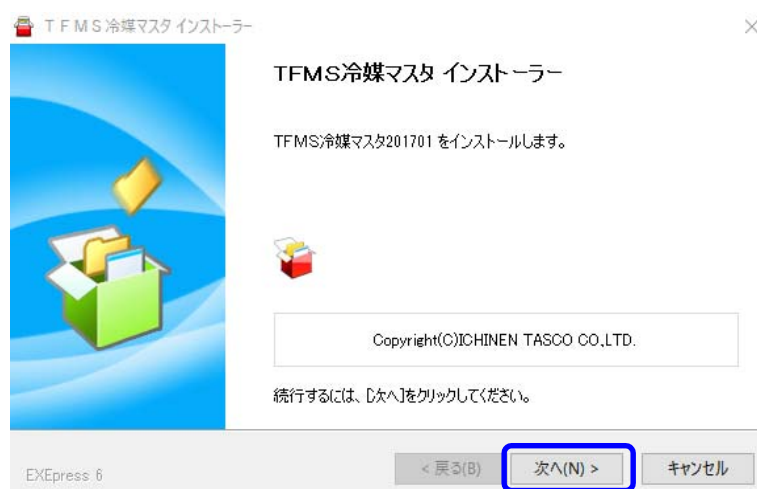 ＴＦＭＳ冷媒マスタ インストーラー
TFMS冷媒マスタ インストーラー
TFMS冷媒マスタ201701 をインストールします。
Copyright(C)ICHINEN TASCO CO.,LTD.
続行するには、[次へ]をクリックしてください。
EXEpress 6
< 戻る(B)
次へ(N) >
キャンセル